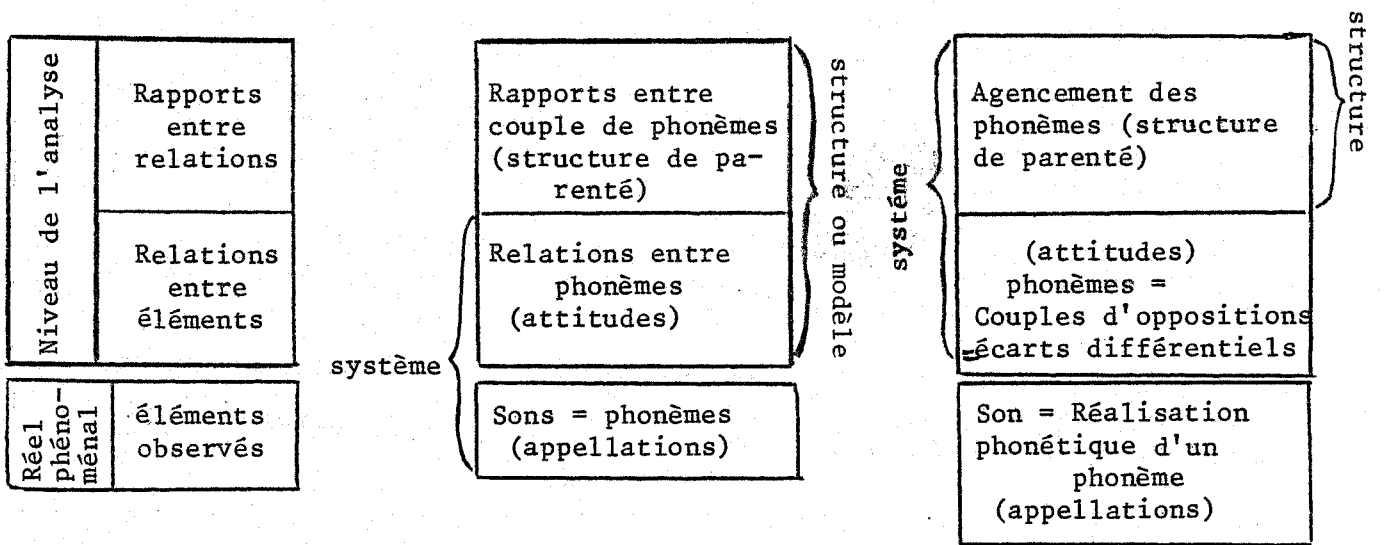 Niveau de l'analyse
Rapports
entre
relations
Relations
entre
éléments
Réel
phéno-
ménal
éléments
observés
système
Rapports entre
couple de phonèmes
(structure de pa-
renté)
Relations entre
phonèmes
(attitudes)
Sons = phonèmes
(appellations)
structure ou modèle
systéme
Agencement des
phonèmes (structure
de parenté)
(attitudes)
phonèmes =
Couples d'oppositions
=écarts différentiels
Son = Réalisation
phonétique d'un
phonème
(appellations)
structure